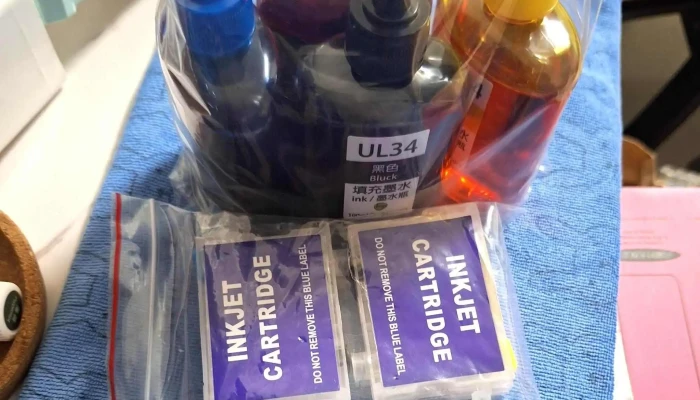 UL34
黑色
Bluck
填充墨水
ink / 墨水瓶
INKJET
CARTRIDGE
DO NOT REMOVE THIS BLUE LABEL
INKJET
CARTRIDGE
DO NOT REMOVE THIS BLUE LABEL